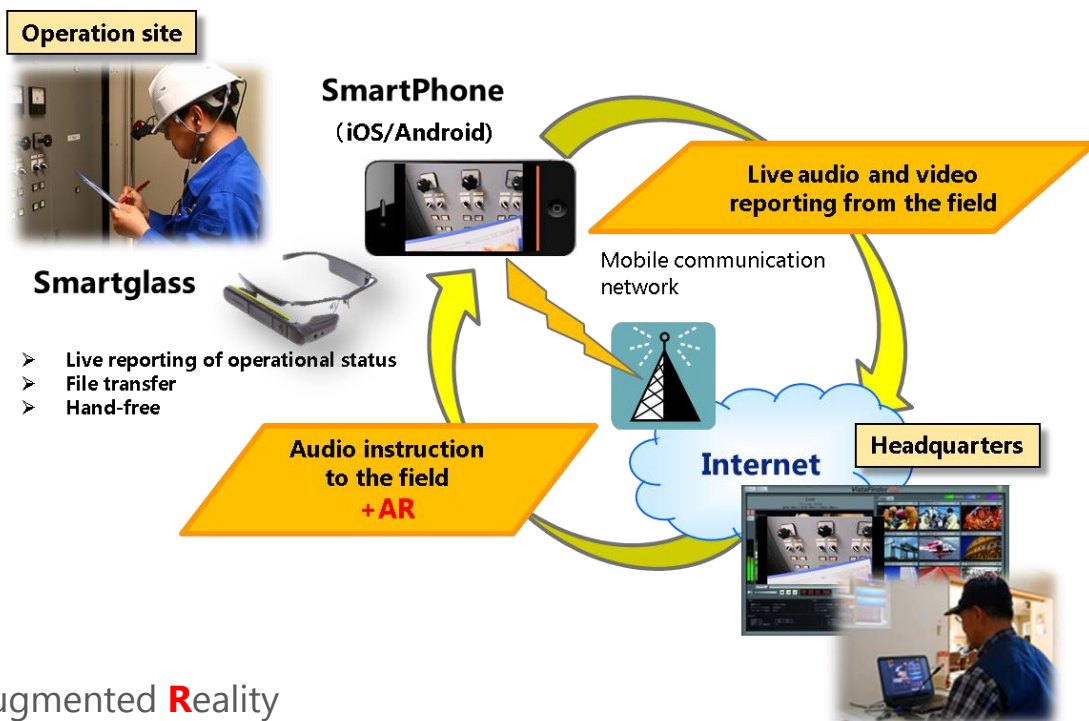 Operation site
SmartPhone
(iOS/Android)
Live audio and video
reporting from the field
Mobile communication
network
Smartglass
➢ Live reporting of operational status
➢ File transfer
➢ Hand-free
Audio instruction
to the field
+AR
Internet
Headquarters
VistaFinder
ugmented Reality